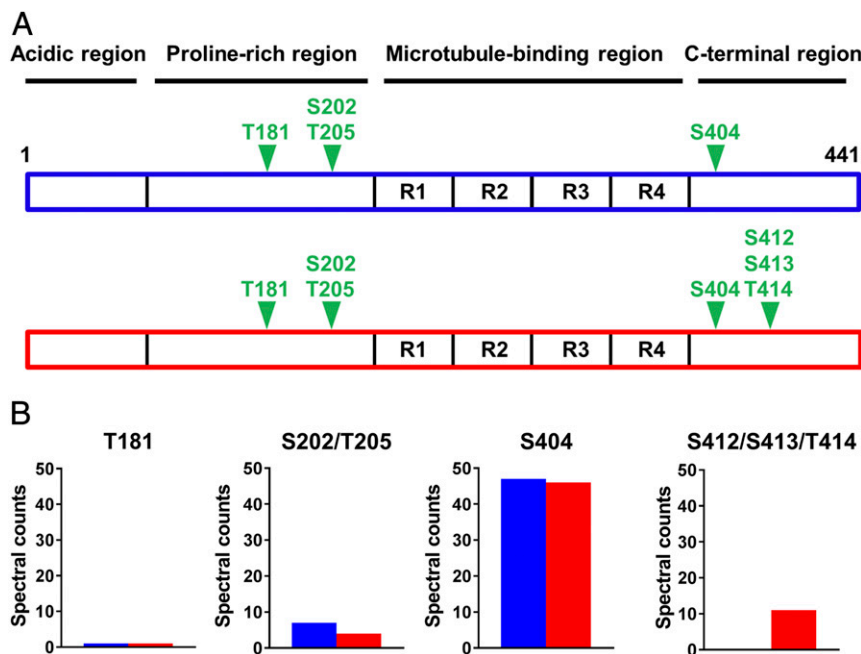 A
Acidic region Proline-rich region Microtubule-binding region C-terminal region
S202
T181 T205 S404
1 441
R1 R2 R3 R4
S412
S202 S413
T181 T205 S404 T414
R1 R2 R3 R4
B
T181 S202/T205 S404 S412/S413/T414
Spectral counts Spectral counts Spectral counts Spectral counts
50 50 50 50
40 40 40 40
30 30 30 30
20 20 20 20
10 10 10 10
0 0 0 0